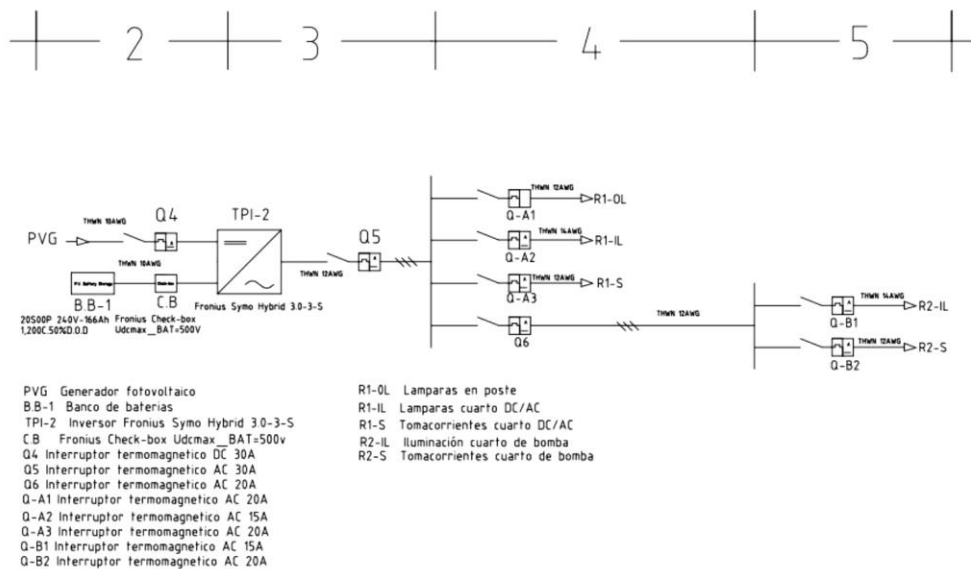 2 3 4 5
THWN 12AWG
Q-A1
R1-OL
THWN 10AWG
Q4
TPI-2
PVG
THWN 14AWG
Q-A2
R1-IL
Q5
THWN 10AWG
THWN 12AWG
THWN 12AWG
Q-A3
R1-S
P.V. Battery Storage
Check-box
B.B-1
C.B
Fronius Symo Hybrid 3.0-3-S
20SOOP 240V-166Ah Fronius Check-box
1,200C.50%D.O.D Udcmax__BAT=500V
Q6
THWN 12AWG
THWN 14AWG
Q-B1
R2-IL
THWN 12AWG
Q-B2
R2-S
PVG Generador fotovoltaico
B.B-1 Banco de baterias
TPI-2 Inversor Fronius Symo Hybrid 3.0-3-S
C.B Fronius Check-box Udcmax__BAT=500v
Q4 Interruptor termomagnetico DC 30A
Q5 Interruptor termomagnetico AC 30A
Q6 Interruptor termomagnetico AC 20A
Q-A1 Interruptor termomagnetico AC 20A
Q-A2 Interruptor termomagnetico AC 15A
Q-A3 Interruptor termomagnetico AC 20A
Q-B1 Interruptor termomagnetico AC 15A
Q-B2 Interruptor termomagnetico AC 20A
R1-OL Lamparas en poste
R1-IL Lamparas cuarto DC/AC
R1-S Tomacorrientes cuarto DC/AC
R2-IL Iluminación cuarto de bomba
R2-S Tomacorrientes cuarto de bomba